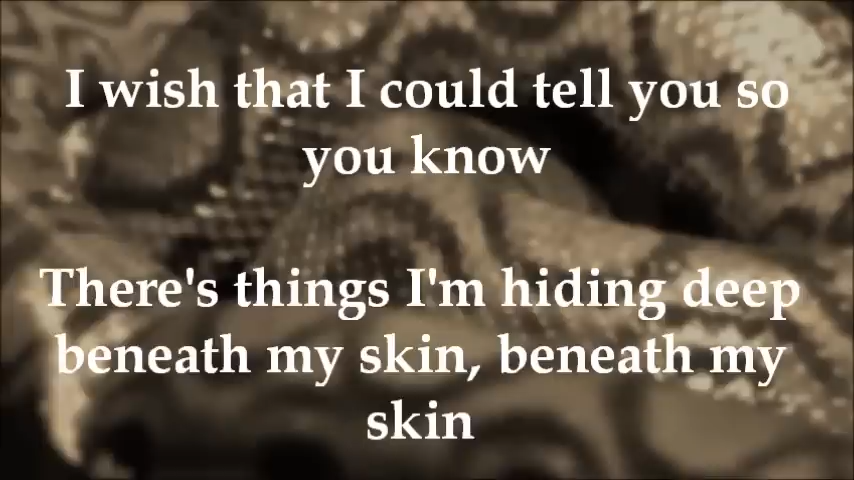 I wish that I could tell you so
you know
There's things I'm hiding deep
beneath my skin, beneath my
skin